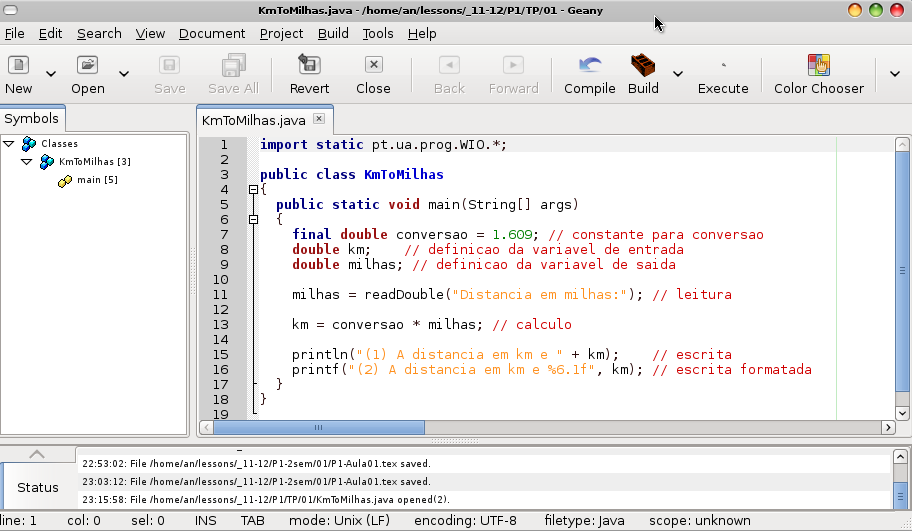 KmToMilhas.java - /home/an/lessons/_11-12/P1/TP/01 - Geany
File Edit Search View Document Project Build Tools Help
New Open Save Save All Revert Close Back Forward Compile Build Execute Color Chooser
Symbols
KmToMilhas.java
Classes
KmToMilhas [3]
main [5]
1 import static pt.ua.prog.WIO.*;
2
3 public class KmToMilhas
4 {
5 public static void main(String[] args)
6 {
7 final double conversao = 1.609; // constante para conversao
8 double km; // definicao da variavel de entrada
9 double milhas; // definicao da variavel de saida
10
11 milhas = readDouble("Distancia em milhas:"); // leitura
12
13 km = conversao * milhas; // calculo
14
15 println("(1) A distancia em km e " + km); // escrita
16 printf("(2) A distancia em km e %6.1f", km); // escrita formatada
17 }
18 }
19
Status
22:53:02: File /home/an/lessons/_11-12/P1-2sem/01/P1-Aula01.tex saved.
23:03:12: File /home/an/lessons/_11-12/P1-2sem/01/P1-Aula01.tex saved.
23:15:58: File /home/an/lessons/_11-12/P1/TP/01/KmToMilhas.java opened(2).
line: 1 col: 0 sel: 0 INS TAB mode: Unix (LF) encoding: UTF-8 filetype: Java scope: unknown